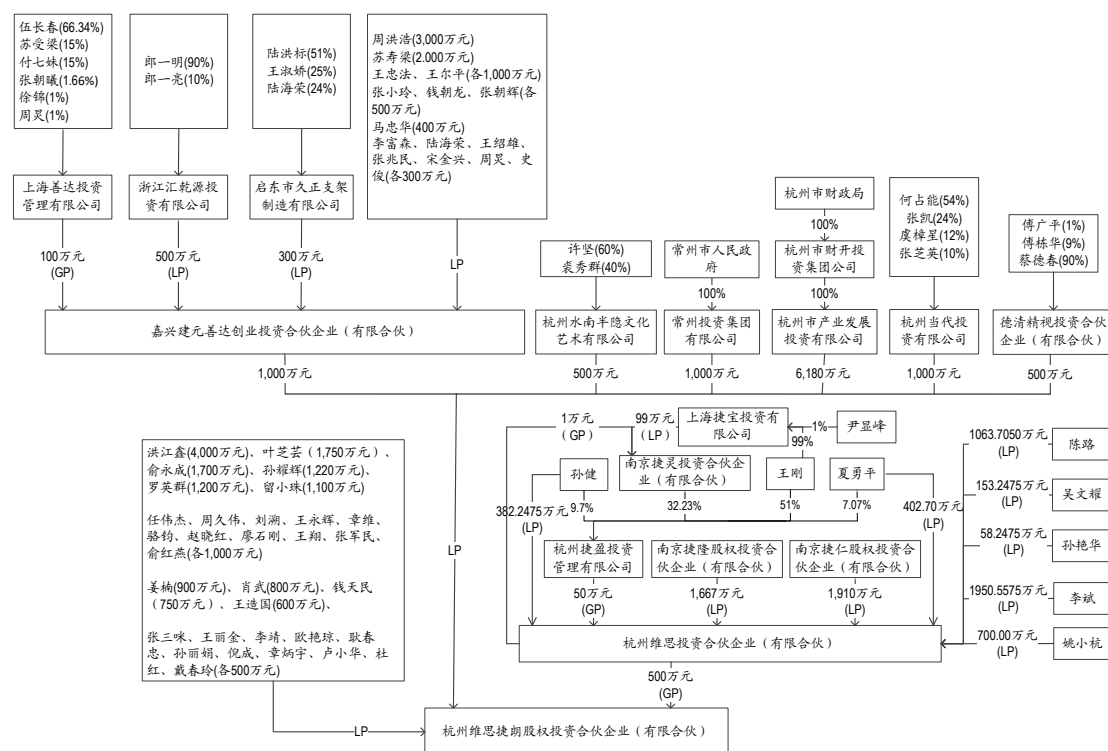 伍长春(66.34%)
苏受梁(15%)
付七妹(15%)
张朝曦(1.66%)
徐锦(1%)
周炅(1%)
郎一明(90%)
郎一亮(10%)
陆洪标(51%)
王淑娇(25%)
陆海荣(24%)
周洪浩(3,000万元)
苏寿梁(2.000万元)
王忠法、王尔平(各1,000万元)
张小玲、钱朝龙、张朝辉(各
500万元)
马忠华(400万元)
李富森、陆海荣、王绍雄、
张兆民、宋金兴、周炅、史
俊(各300万元)
上海善达投资
管理有限公司
浙江汇乾源投
资有限公司
启东市久正支架
制造有限公司
杭州市财政局
何占能(54%)
张凯(24%)
虞樟星(12%)
张芝英(10%)
傅广平(1%)
傅栋华(9%)
蔡德春(90%)
100%
100万元
(GP)
500万元
(LP)
300万元
(LP)
LP
许坚(60%)
裘秀群(40%)
常州市人民政
府
杭州市财开投
资集团公司
100%
100%
嘉兴建元善达创业投资合伙企业（有限合伙）
杭州水南半隐文化
艺术有限公司
常州投资集团
有限公司
杭州市产业发展
投资有限公司
杭州当代投
资有限公司
德清精视投资合伙
企业（有限合伙）
1,000万元
500万元
1,000万元
6,180万元
1,000万元
500万元
1万元
(GP)
99万元
(LP)
上海捷宝投资有
限公司
1%
尹显峰
99%
1063.7050万元
(LP)
陈路
洪江鑫(4,000万元)、叶芝芸（1,750万元）、
俞永成(1,700万元)、孙耀辉(1,220万元)、
罗英群(1,200万元)、留小珠(1,100万元)
任伟杰、周久伟、刘溯、王永辉、章维、
骆钧、赵晓红、廖石刚、王翔、张军民、
俞红燕(各1,000万元)
姜楠(900万元)、肖武(800万元)、钱天民
（750万元）、王造国(600万元)、
张三咪、王丽金、李靖、欧艳琼、耿春
忠、孙丽娟、倪成、章炳宇、卢小华、杜
红、戴春玲(各500万元)
孙健
南京捷灵投资合伙企
业（有限合伙）
王刚
夏勇平
153.2475万元
(LP)
吴文耀
382.2475万元
(LP)
9.7%
32.23%
51%
7.07%
402.70万元
(LP)
58.2475万元
(LP)
孙艳华
LP
杭州捷盈投资
管理有限公司
南京捷隆股权投资合
伙企业（有限合伙）
南京捷仁股权投资合
伙企业（有限合伙）
50万元
(GP)
1,667万元
(LP)
1,910万元
(LP)
1950.5575万元
(LP)
李斌
杭州维思投资合伙企业（有限合伙）
700.00万元
(LP)
姚小杭
500万元
(GP)
LP
杭州维思捷朗股权投资合伙企业（有限合伙）